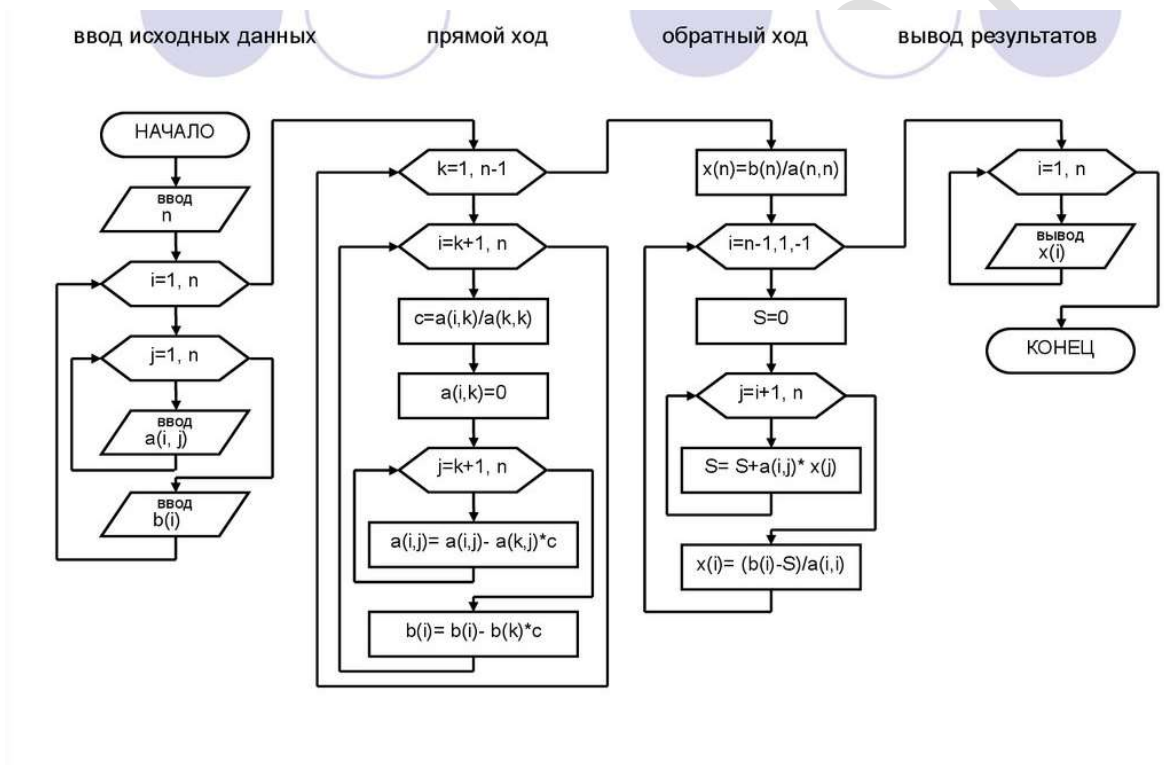 ввод исходных данных
прямой ход
обратный ход
вывод результатов
НАЧАЛО
ввод
n
i=1, n
j=1, n
ввод
a(i, j)
ввод
b(i)
k=1, n-1
i=k+1, n
c=a(i,k)/a(k,k)
a(i,k)=0
j=k+1, n
a(i,j)= a(i,j)- a(k,j)*c
b(i)= b(i)- b(k)*c
x(n)=b(n)/a(n,n)
i=n-1,1,-1
S=0
j=i+1, n
S= S+a(i,j)* x(j)
x(i)= (b(i)-S)/a(i,i)
i=1, n
вывод
x(i)
КОНЕЦ